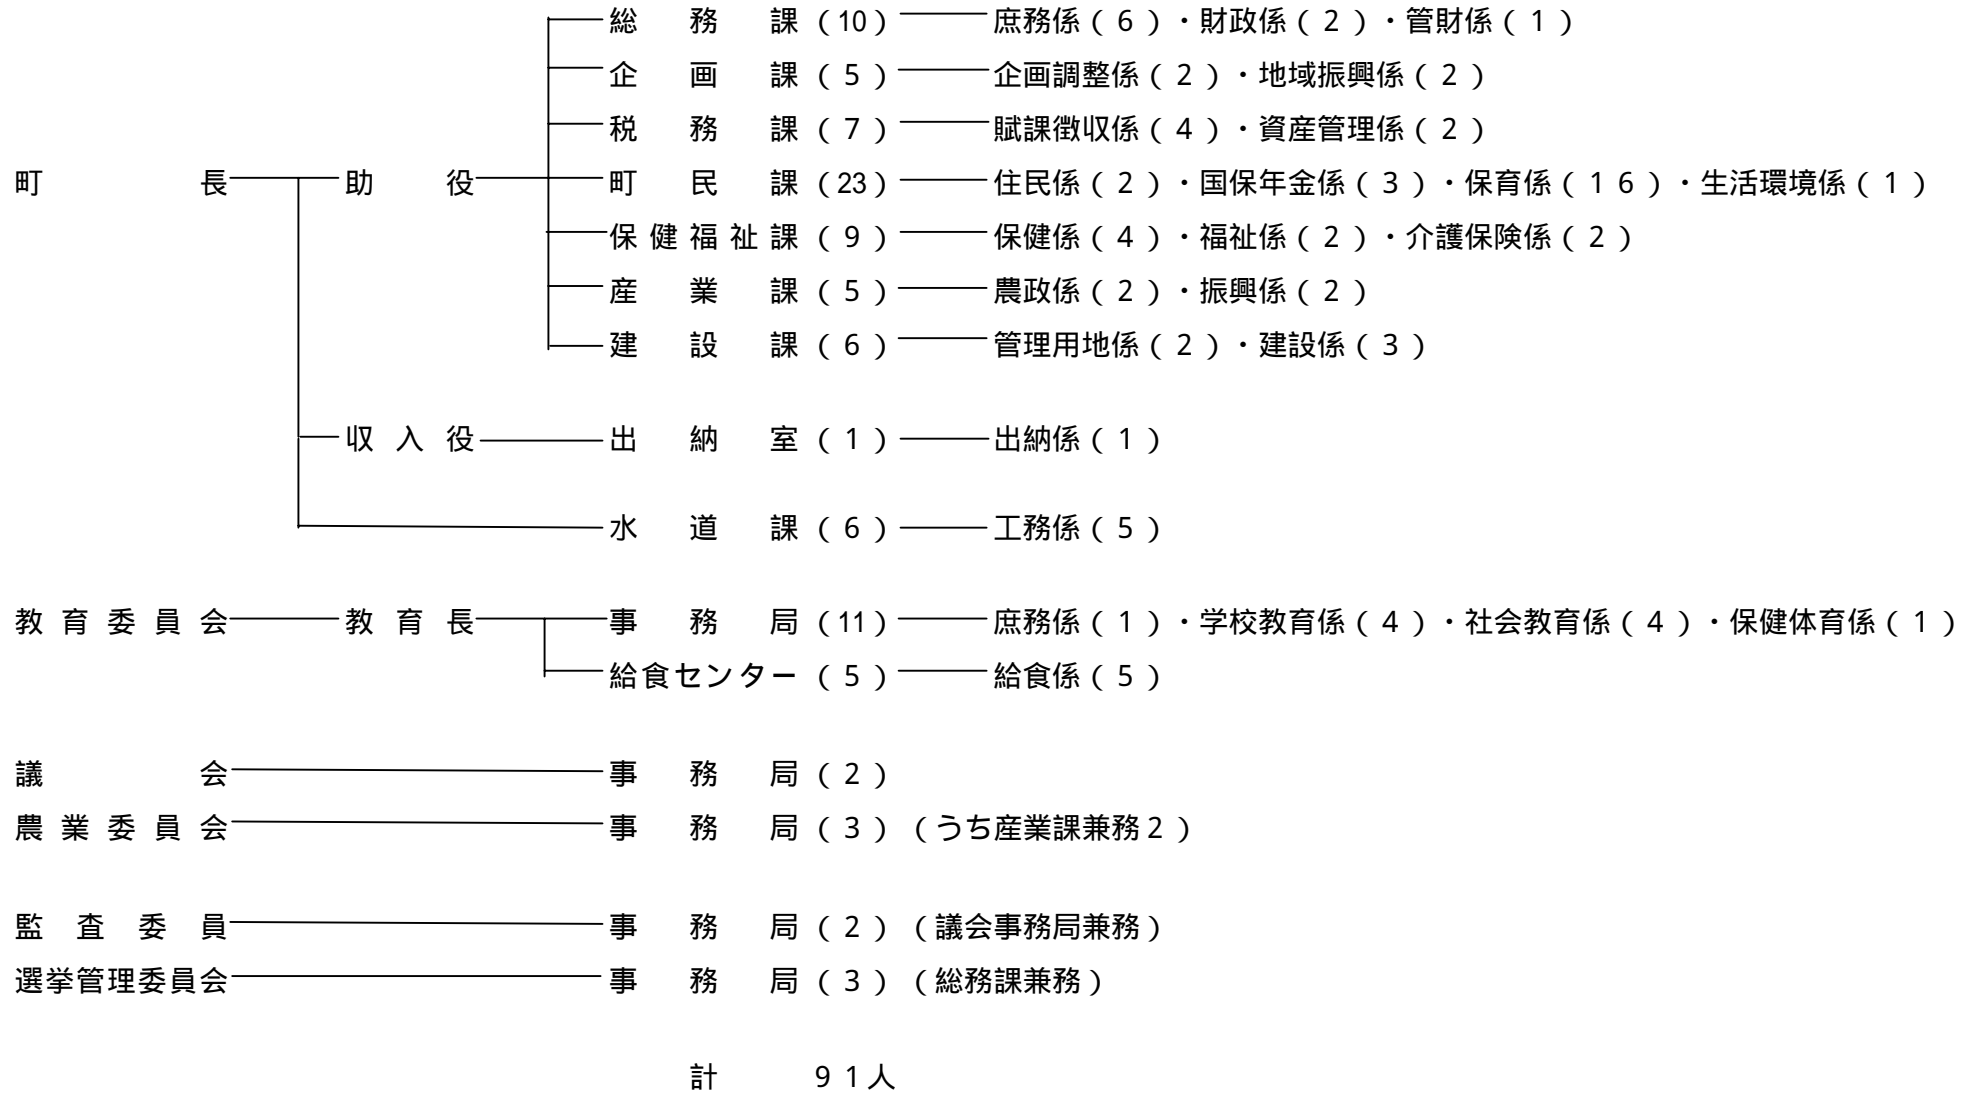 総務課(10) 庶務係(6)・財政係(2)・管財係(1)
企画課(5) 企画調整係(2)・地域振興係(2)
税務課(7) 賦課徴収係(4)・資産管理係(2)
町長 助役 町民課(23) 住民係(2)・国保年金係(3)・保育係(16)・生活環境係(1)
保健福祉課(9) 保健係(4)・福祉係(2)・介護保険係(2)
産業課(5) 農政係(2)・振興係(2)
建設課(6) 管理用地係(2)・建設係(3)
収入役 出納室(1) 出納係(1)
水道課(6) 工務係(5)
教育委員会 教育長 事務局(11) 庶務係(1)・学校教育係(4)・社会教育係(4)・保健体育係(1)
給食センター(5) 給食係(5)
議会 事務局(2)
農業委員会 事務局(3)(うち産業課兼務2)
監査委員 事務局(2)(議会事務局兼務)
選挙管理委員会 事務局(3)(総務課兼務)
計 91人